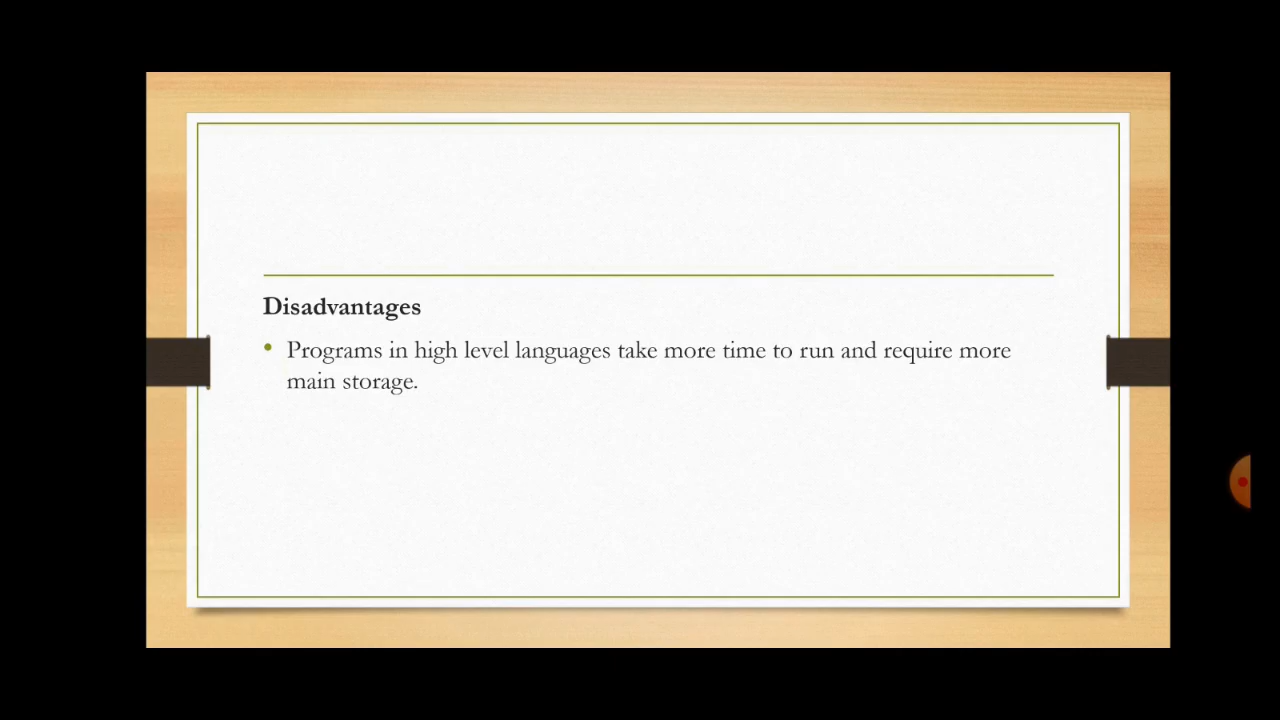 Disadvantages
• Programs in high level languages take more time to run and require more
main storage.